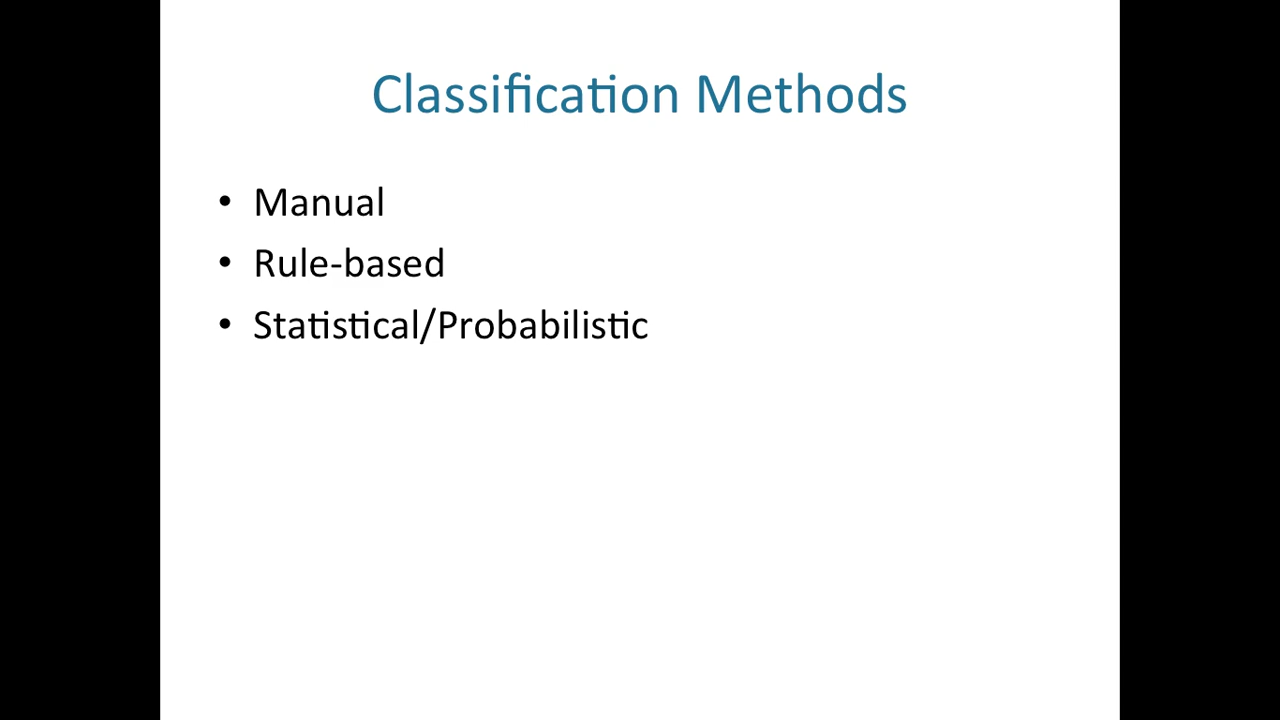 Classification Methods
• Manual
• Rule-based
• Statistical/Probabilistic